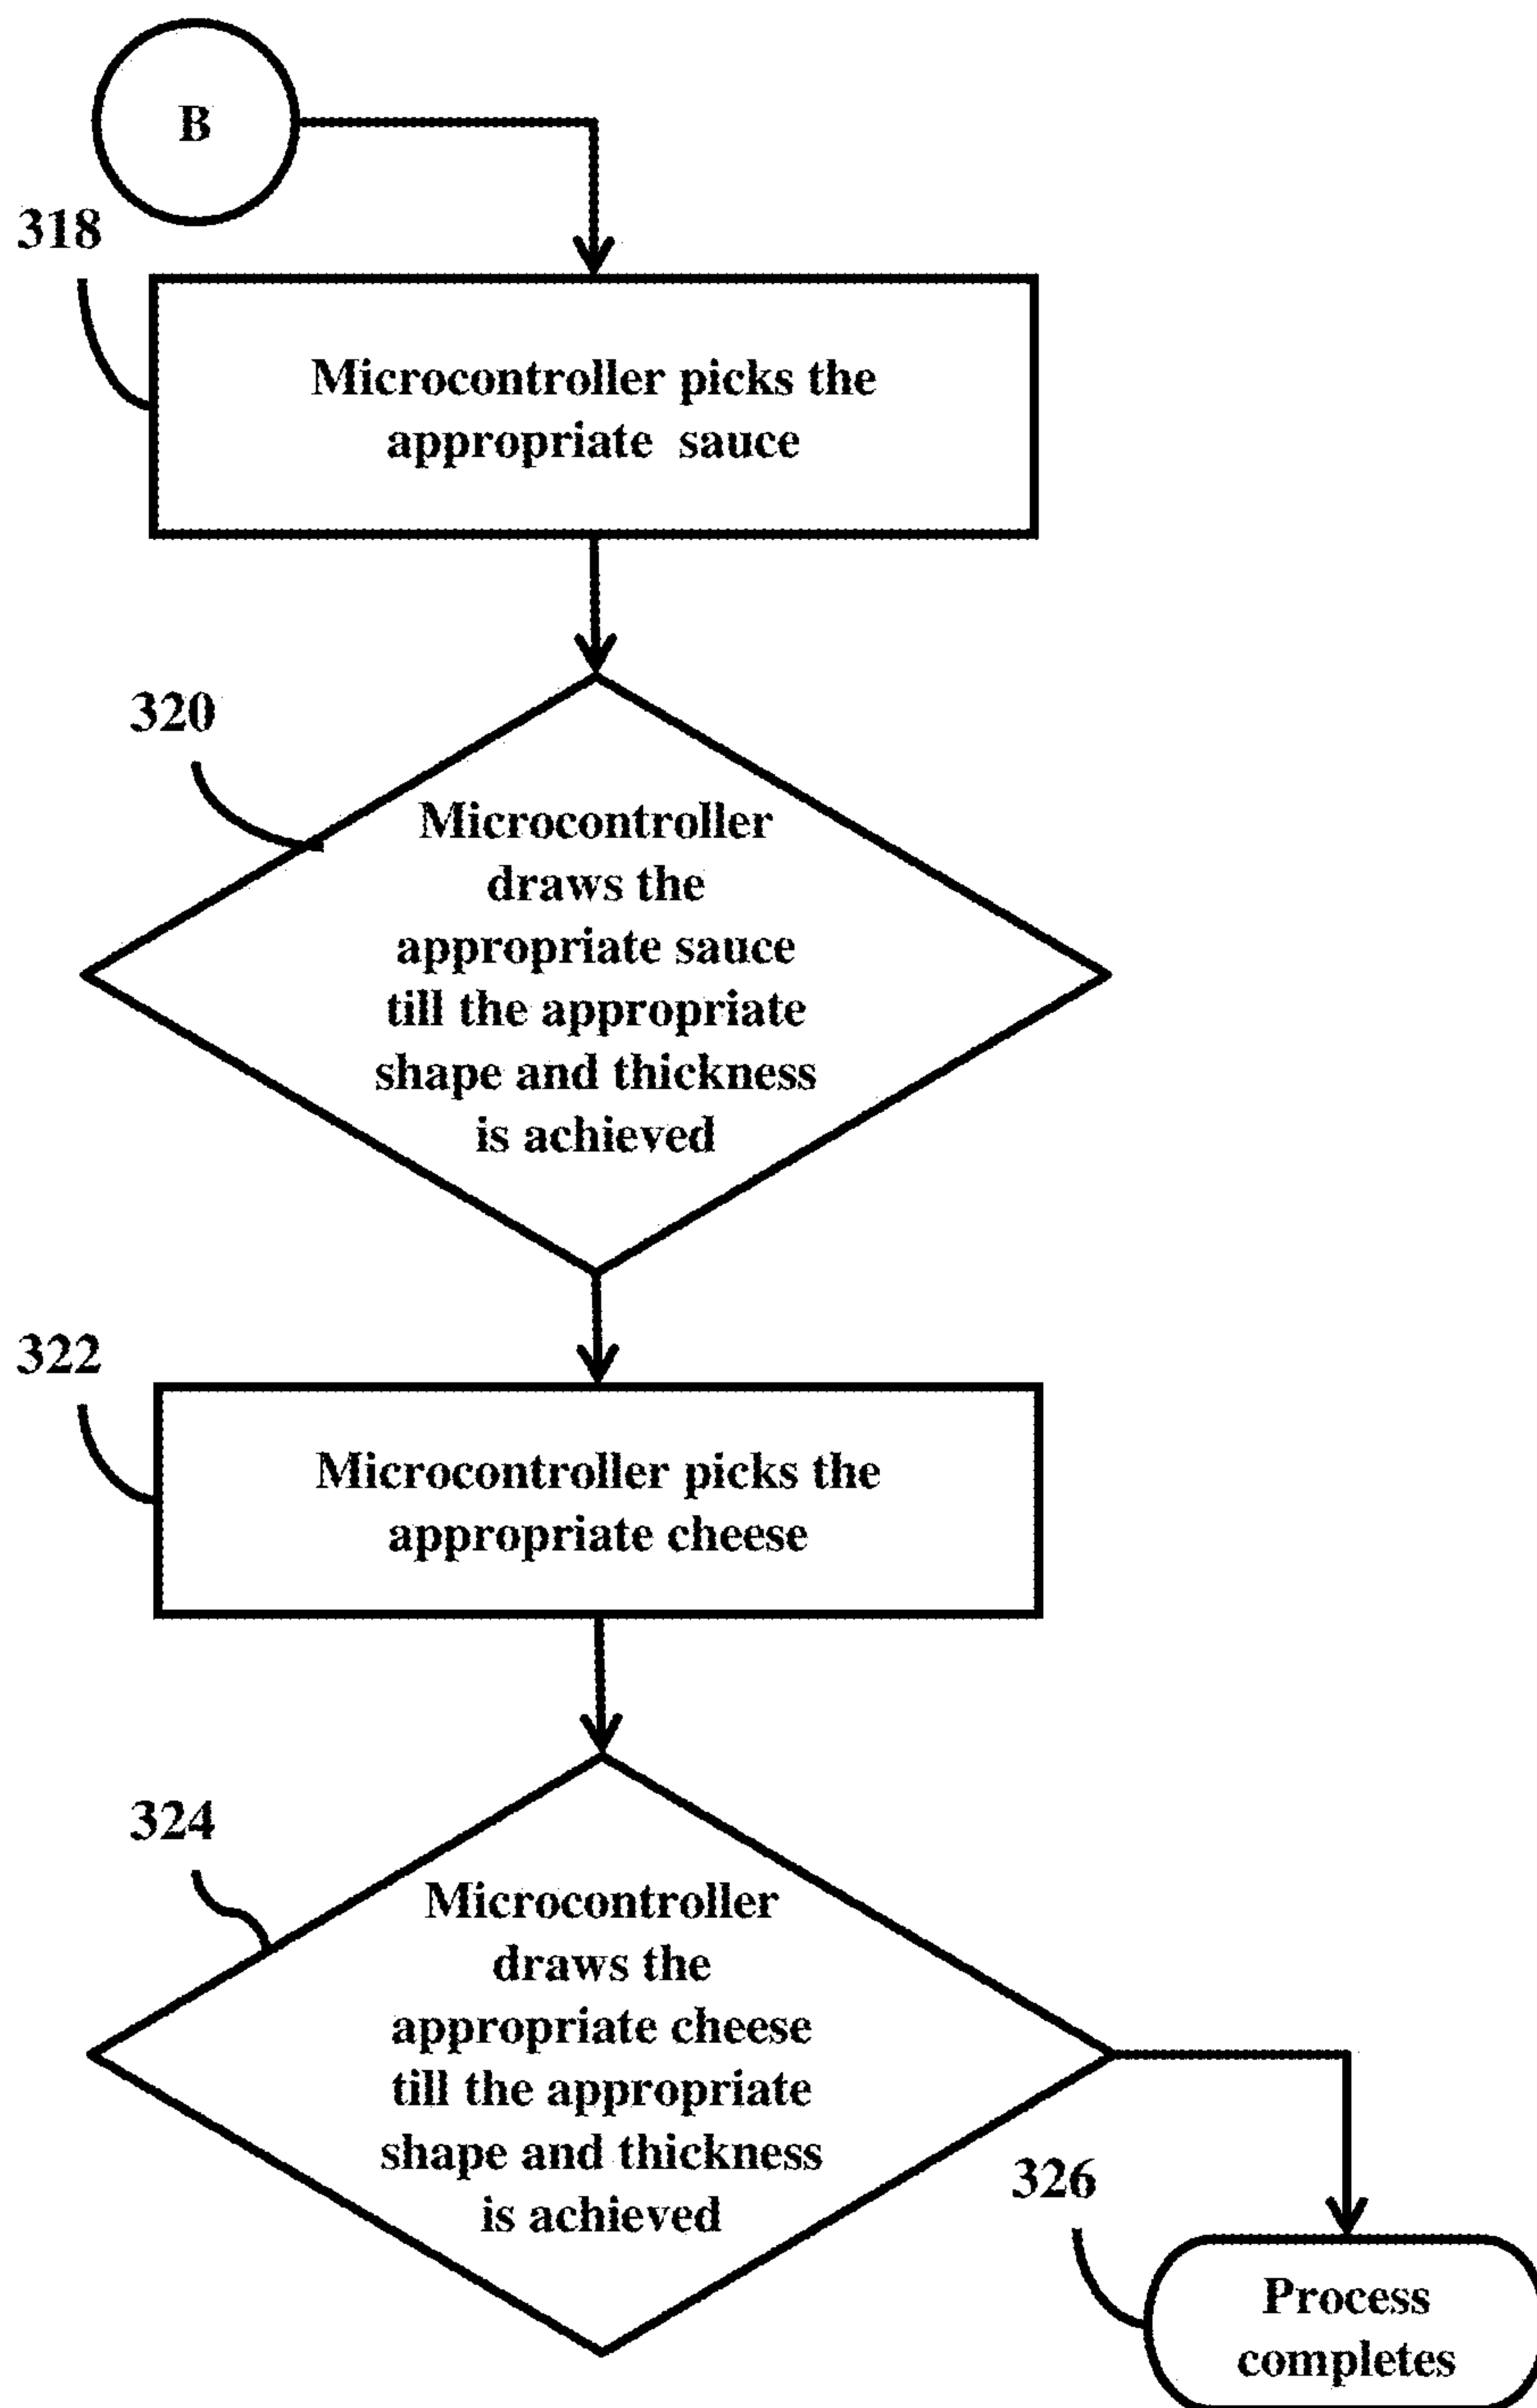 B
318
Microcontroller picks the
appropriate sauce
320
Microcontroller
draws the
appropriate sauce
till the appropriate
shape and thickness
is achieved
322
Microcontroller picks the
appropriate cheese
324
Microcontroller
draws the
appropriate cheese
till the appropriate
shape and thickness
is achieved
326
Process
completes